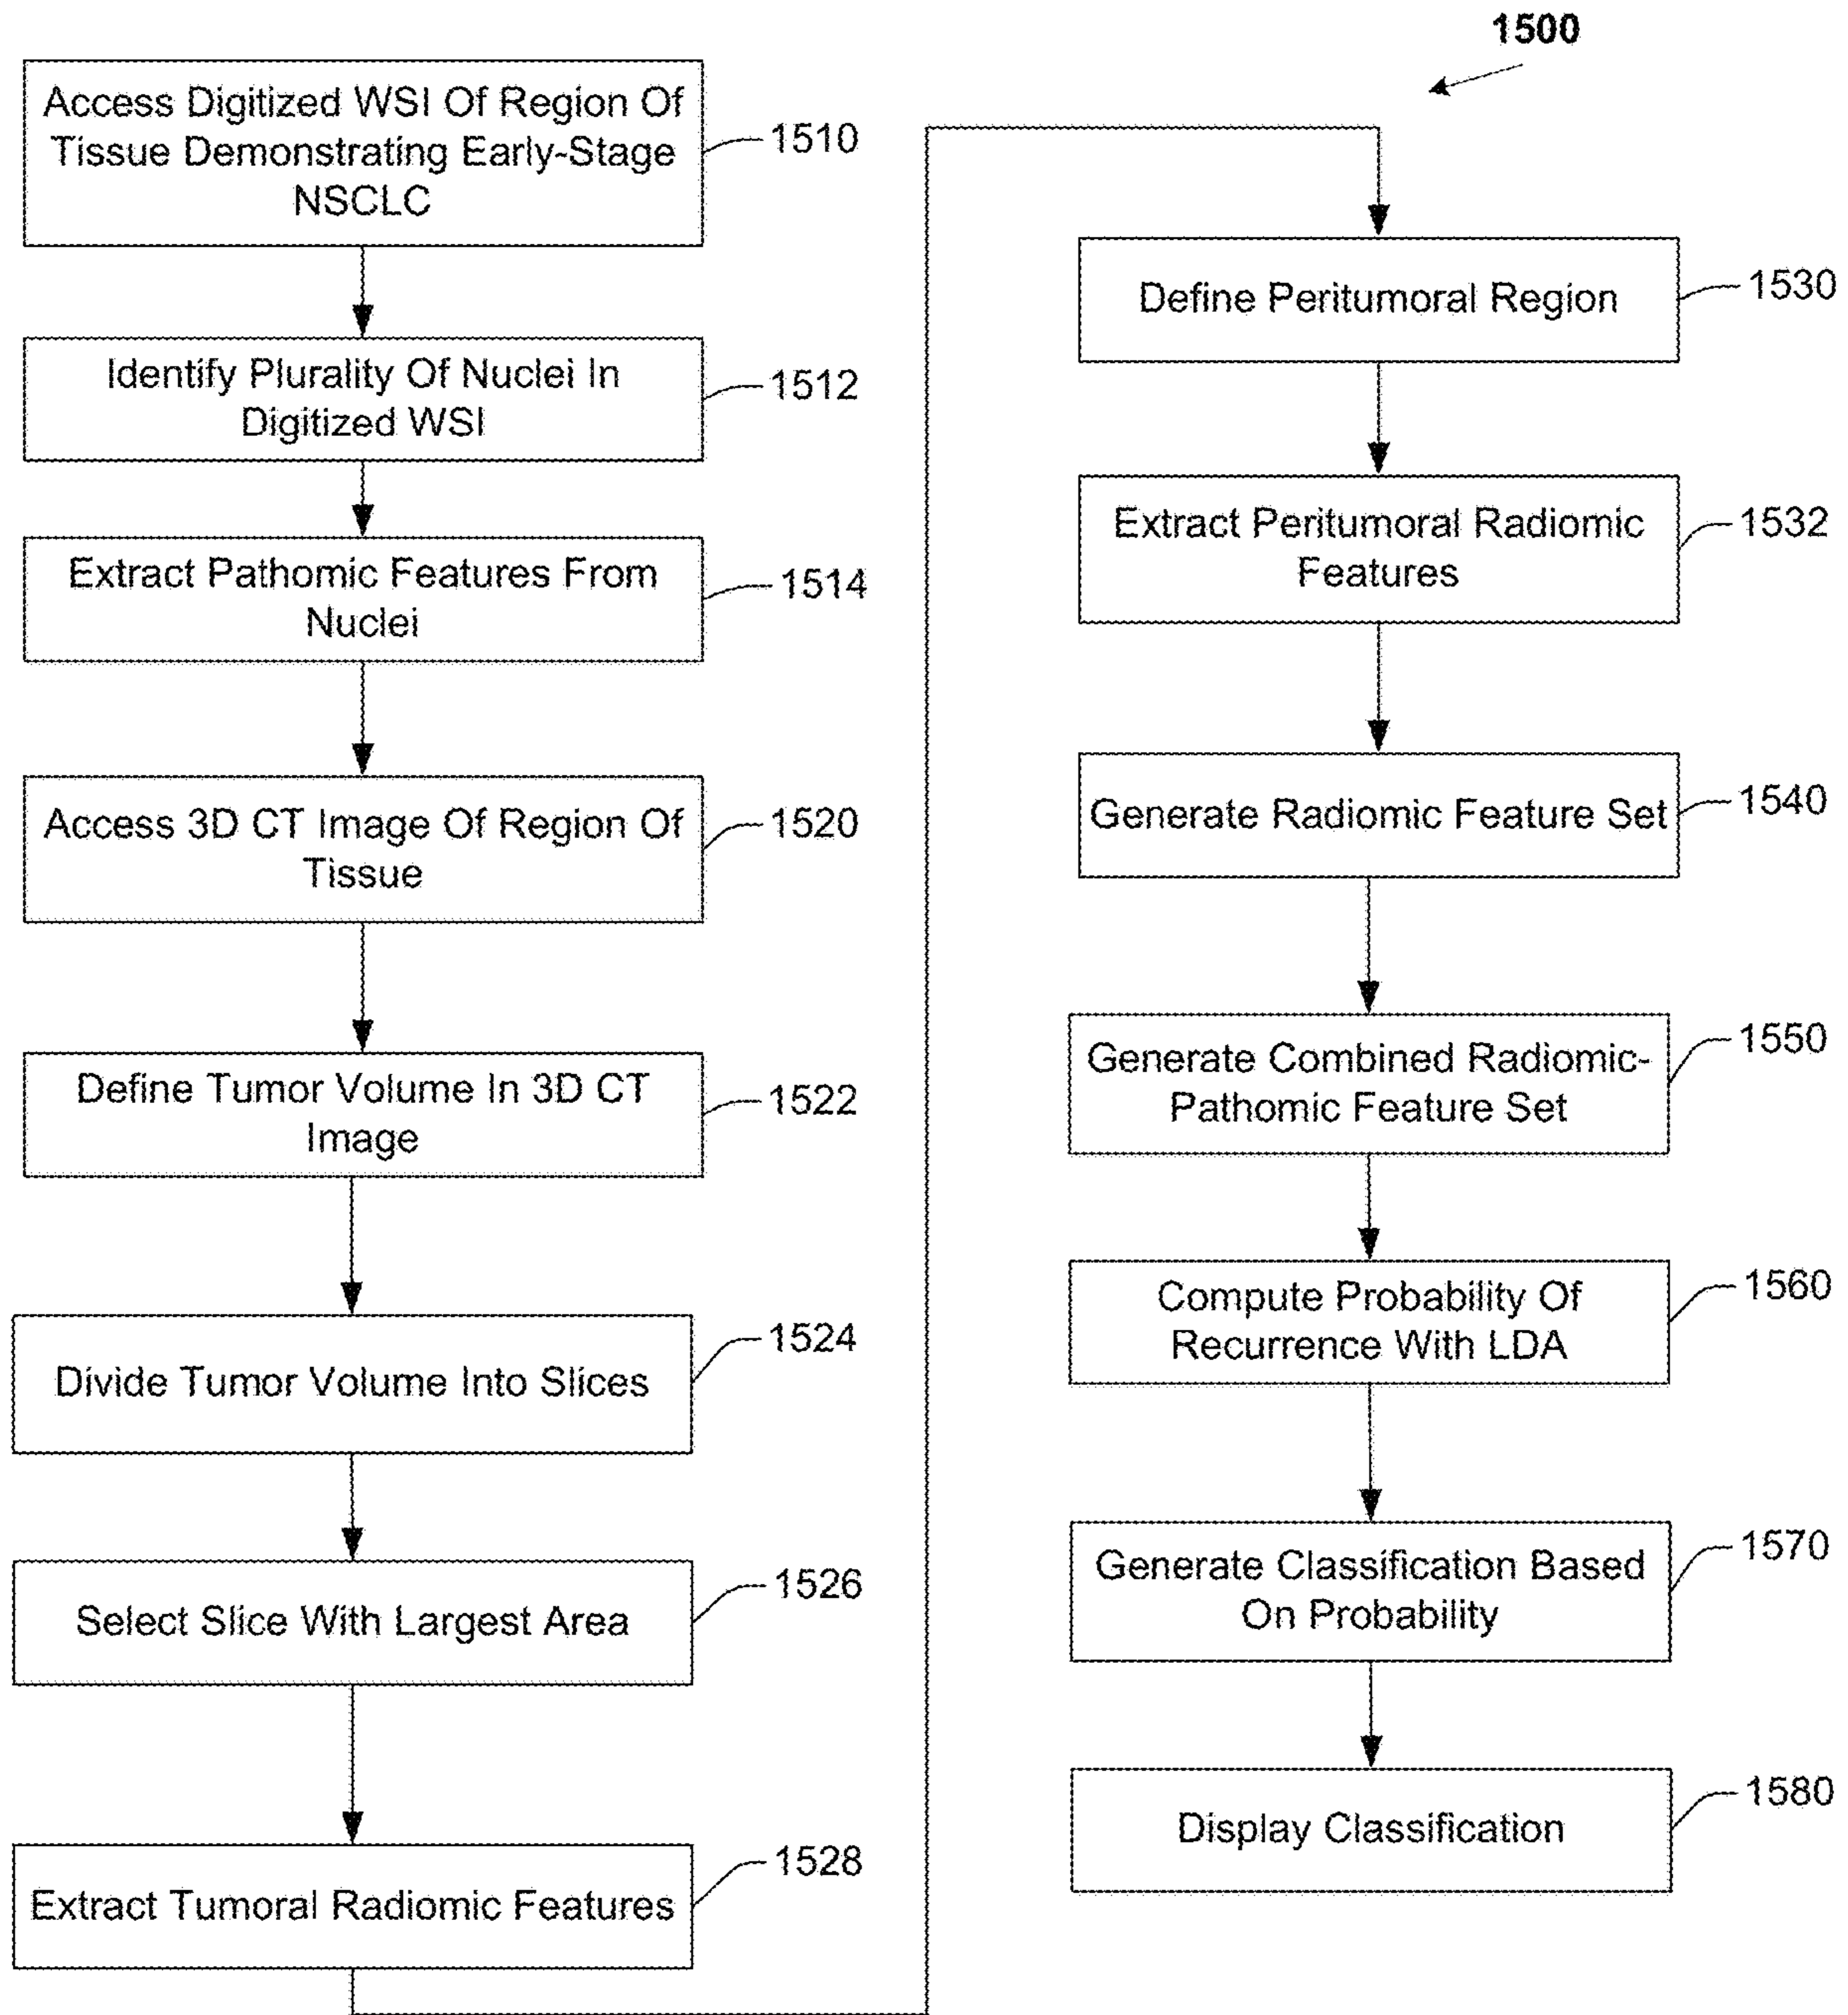 1500
Access Digitized WSI Of Region Of
Tissue Demonstrating Early-Stage
NSCLC
1510
Identify Plurality Of Nuclei In
Digitized WSI
1512
Extract Pathomic Features From
Nuclei
1514
Access 3D CT Image Of Region Of
Tissue
1520
Define Tumor Volume In 3D CT
Image
1522
Divide Tumor Volume Into Slices
1524
Select Slice With Largest Area
1526
Extract Tumoral Radiomic Features
1528
Define Peritumoral Region
1530
Extract Peritumoral Radiomic
Features
1532
Generate Radiomic Feature Set
1540
Generate Combined Radiomic-
Pathomic Feature Set
1550
Compute Probability Of
Recurrence With LDA
1560
Generate Classification Based
On Probability
1570
Display Classification
1580